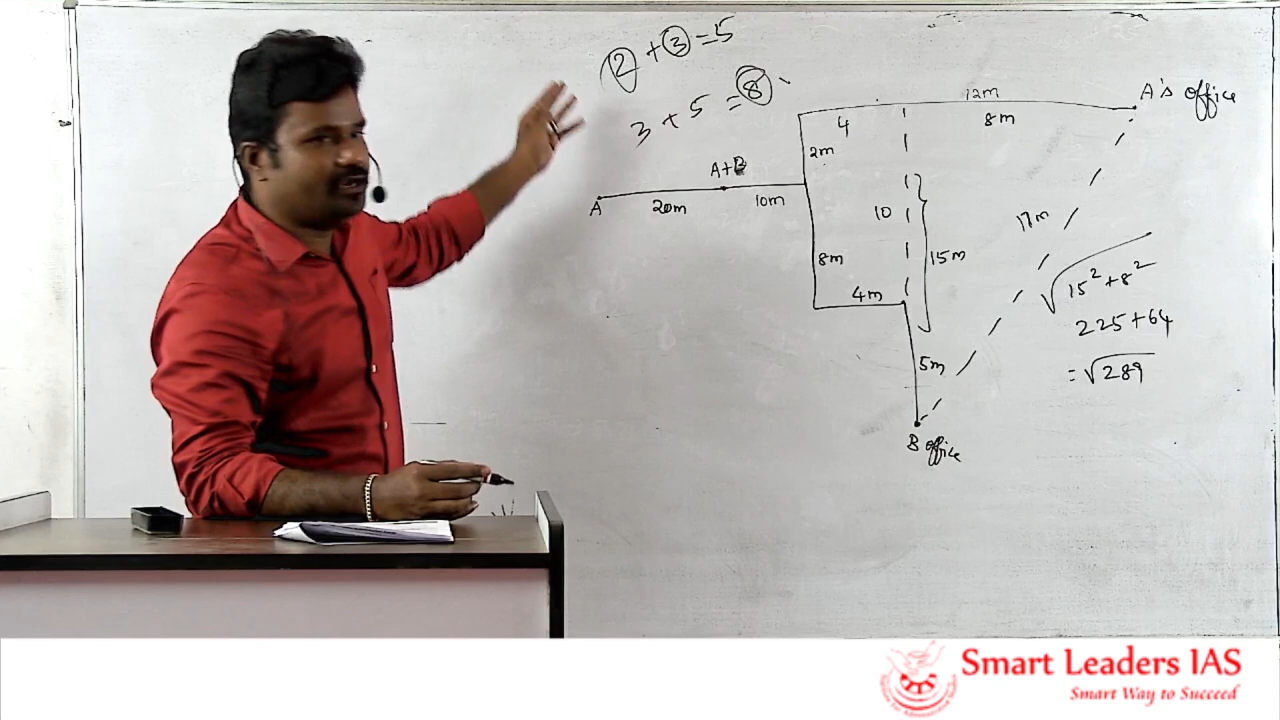 2 + 3 = 5
3 + 5 = 8
12m
A's office
4
8m
2m
A+B
A
20m
10m
10
17m
8m
15m
4m
√15² + 8²
225 + 64
= √289
5m
B office
Smart Leaders IAS
Smart Way to Succeed